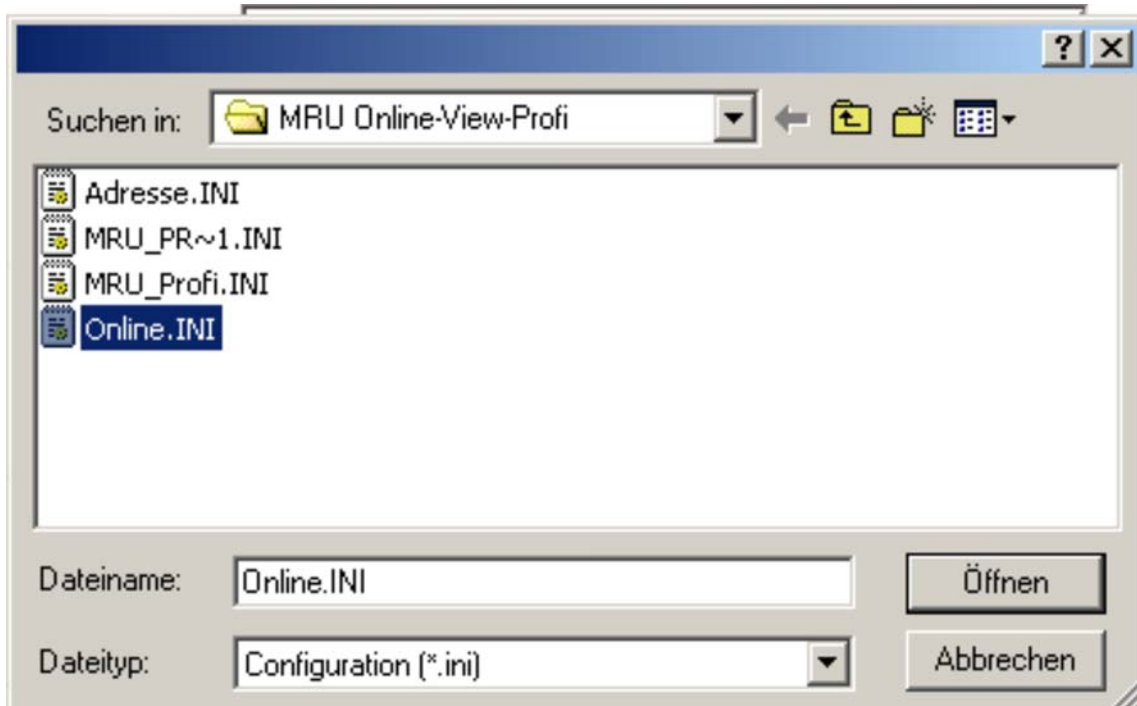 Suchen in: MRU Online-View-Profi
Adresse.INI
MRU_PR~1.INI
MRU_Profi.INI
Online.INI
Dateiname: Online.INI Öffnen
Dateityp: Configuration (*.ini) Abbrechen